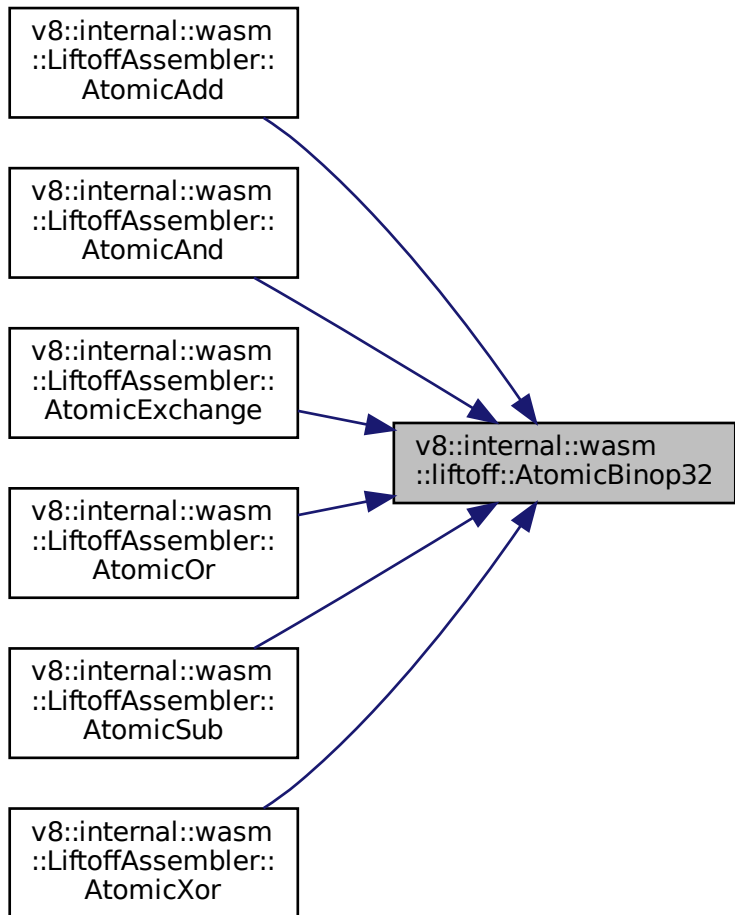 v8::internal::wasm
::LiftoffAssembler::
AtomicAdd
v8::internal::wasm
::LiftoffAssembler::
AtomicAnd
v8::internal::wasm
::LiftoffAssembler::
AtomicExchange
v8::internal::wasm
::liftoff::AtomicBinop32
v8::internal::wasm
::LiftoffAssembler::
AtomicOr
v8::internal::wasm
::LiftoffAssembler::
AtomicSub
v8::internal::wasm
::LiftoffAssembler::
AtomicXor